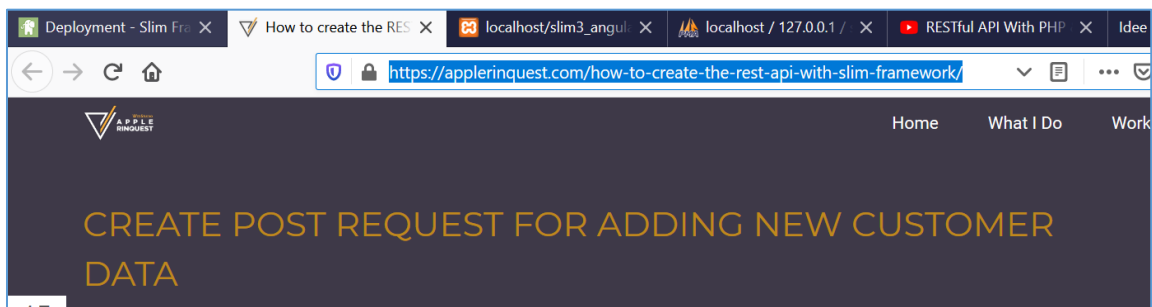 Deployment - Slim Fra
How to create the RES
localhost/slim3_angula
localhost / 127.0.0.1 /
RESTful API With PHP
Idee
https://applerinquest.com/how-to-create-the-rest-api-with-slim-framework/
APPLE
RINQUEST
Home
What I Do
Work
CREATE POST REQUEST FOR ADDING NEW CUSTOMER
DATA